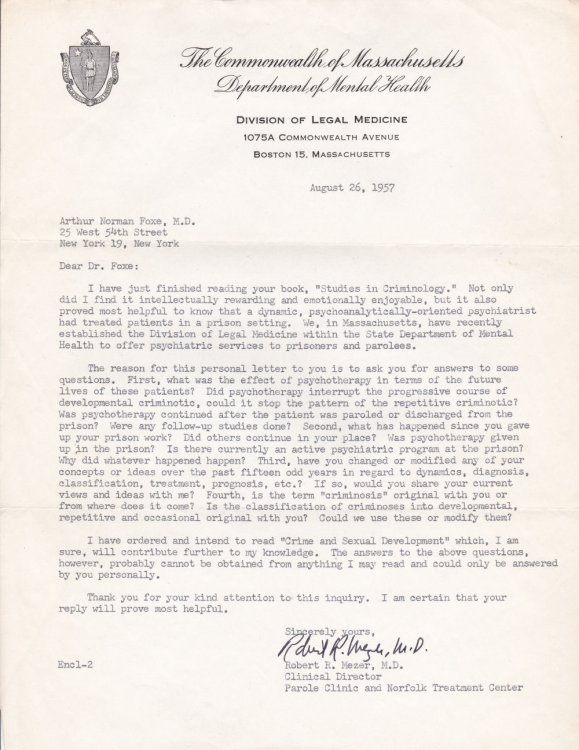 The Commonwealth of Massachusetts
Department of Mental Health
DIVISION OF LEGAL MEDICINE
1075A COMMONWEALTH AVENUE
BOSTON 15, MASSACHUSETTS
August 26, 1957
Arthur Norman Foxe, M.D.
25 West 54th Street
New York 19, New York
Dear Dr. Foxe:
I have just finished reading your book, "Studies in Criminology." Not only
did I find it intellectually rewarding and emotionally enjoyable, but it also
proved most helpful to know that a dynamic, psychoanalytically-oriented psychiatrist
had treated patients in a prison setting. We, in Massachusetts, have recently
established the Division of Legal Medicine within the State Department of Mental
Health to offer psychiatric services to prisoners and parolees.
The reason for this personal letter to you is to ask you for answers to some
questions. First, what was the effect of psychotherapy in terms of the future
lives of these patients? Did psychotherapy interrupt the progressive course of
developmental criminotic, could it stop the pattern of the repetitive criminotic?
Was psychotherapy continued after the patient was paroled or discharged from the
prison? Were any follow-up studies done? Second, what has happened since you gave
up your prison work? Did others continue in your place? Was psychotherapy given
up in the prison? Is there currently an active psychiatric program at the prison?
Why did whatever happened happen? Third, have you changed or modified any of your
concepts or ideas over the past fifteen odd years in regard to dynamics, diagnosis,
classification, treatment, prognosis, etc.? If so, would you share your current
views and ideas with me? Fourth, is the term "criminosis" original with you or
from where does it come? Is the classification of criminoses into developmental,
repetitive and occasional original with you? Could we use these or modify them?
I have ordered and intend to read "Crime and Sexual Development" which, I am
sure, will contribute further to my knowledge. The answers to the above questions,
however, probably cannot be obtained from anything I may read and could only be answered
by you personally.
Thank you for your kind attention to this inquiry. I am certain that your
reply will prove most helpful.
Sincerely yours,
Robert R. Mezer, M.D.
Encl-2
Robert R. Mezer, M.D.
Clinical Director
Parole Clinic and Norfolk Treatment Center